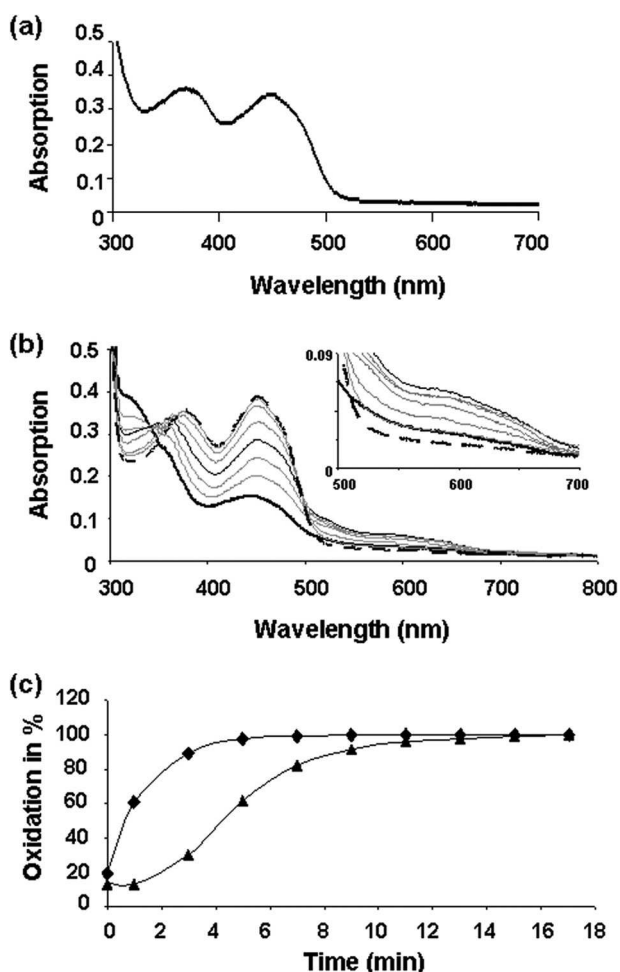 (a)
0.5
0.4
0.3
0.2
0.1
0
Absorption
300 400 500 600 700
Wavelength (nm)
(b)
0.5
0.4
0.3
0.2
0.1
0
Absorption
0.09
0
500 600 700
300 400 500 600 700 800
Wavelength (nm)
(c)
120
100
80
60
40
20
0
Oxidation in %
0 2 4 6 8 10 12 14 16 18
Time (min)